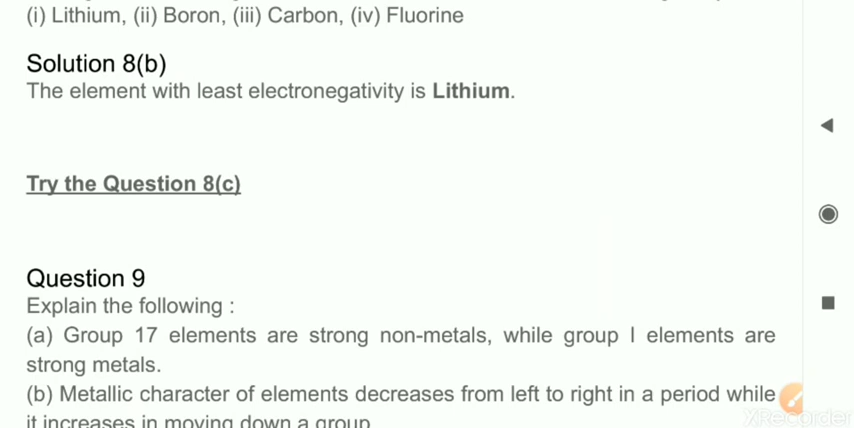 (i) Lithium, (ii) Boron, (iii) Carbon, (iv) Fluorine
Solution 8(b)
The element with least electronegativity is Lithium.
Try the Question 8(c)
Question 9
Explain the following :
(a) Group 17 elements are strong non-metals, while group I elements are
strong metals.
(b) Metallic character of elements decreases from left to right in a period while
it increases in moving down a group.
XRecorder